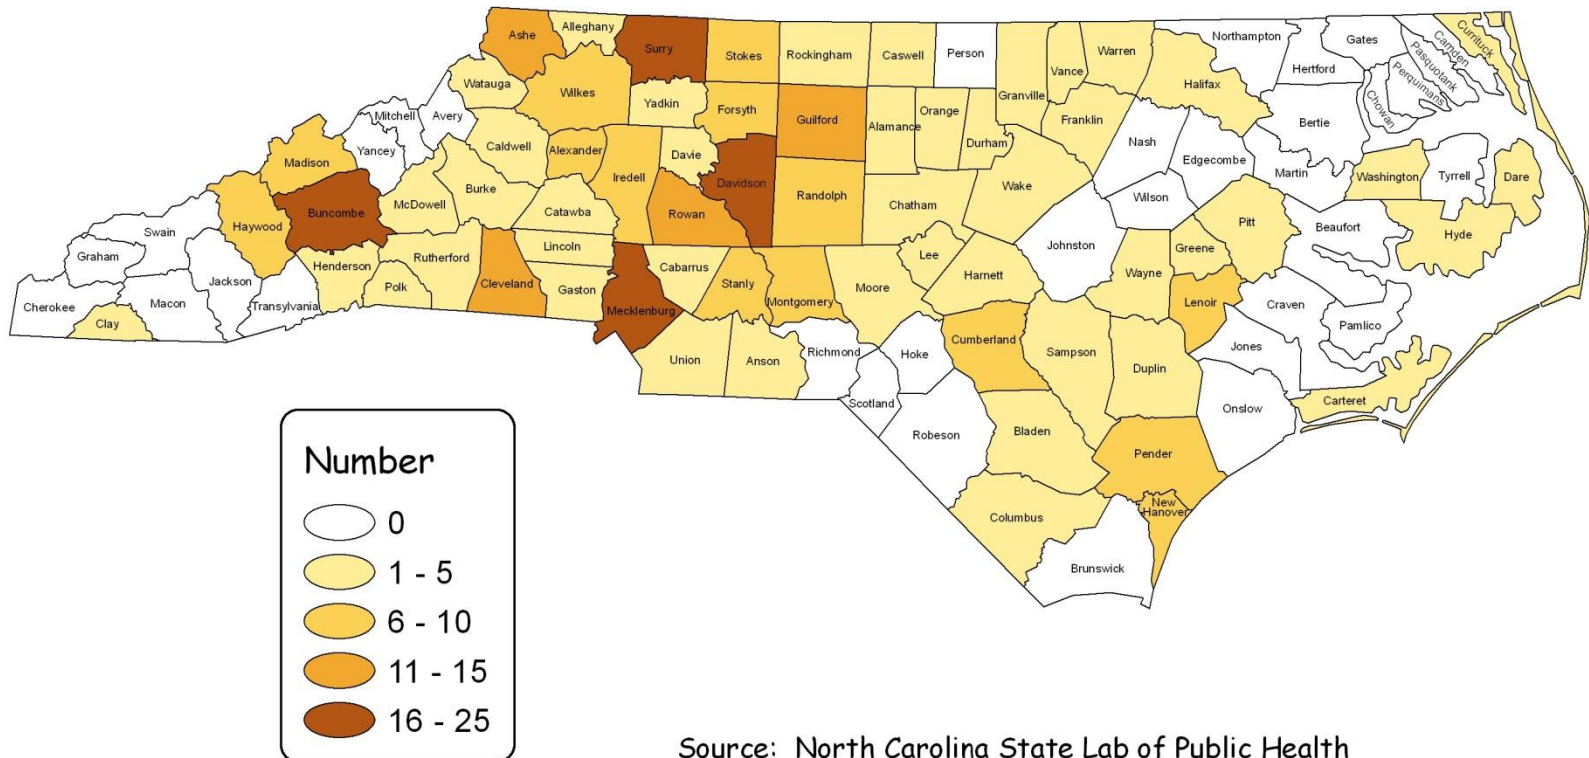 Ashe
Alleghany
Surry
Stokes
Rockingham
Caswell
Person
Granville
Vance
Warren
Northampton
Gates
Hertford
Halifax
Camden
Currituck
Pasquotank
Perquimans
Chowan
Bertie
Watauga
Wilkes
Yadkin
Forsyth
Guilford
Alamance
Orange
Durham
Franklin
Nash
Edgecombe
Martin
Washington
Tyrrell
Dare
Mitchell
Avery
Yancey
Caldwell
Alexander
Iredell
Davie
Davidson
Randolph
Chatham
Wake
Wilson
Madison
Buncombe
Haywood
McDowell
Burke
Catawba
Rowan
Johnston
Greene
Pitt
Beaufort
Hyde
Swain
Graham
Jackson
Henderson
Rutherford
Polk
Cleveland
Lincoln
Gaston
Cabarrus
Stanly
Montgomery
Moore
Lee
Harnett
Wayne
Lenoir
Craven
Pamlico
Cherokee
Clay
Macon
Transylvania
Mecklenburg
Union
Anson
Richmond
Hoke
Scotland
Cumberland
Sampson
Duplin
Jones
Carteret
Onslow
Robeson
Bladen
Pender
New
Hanover
Columbus
Brunswick
Number
0
1 - 5
6 - 10
11 - 15
16 - 25
Source: North Carolina State Lab of Public Health